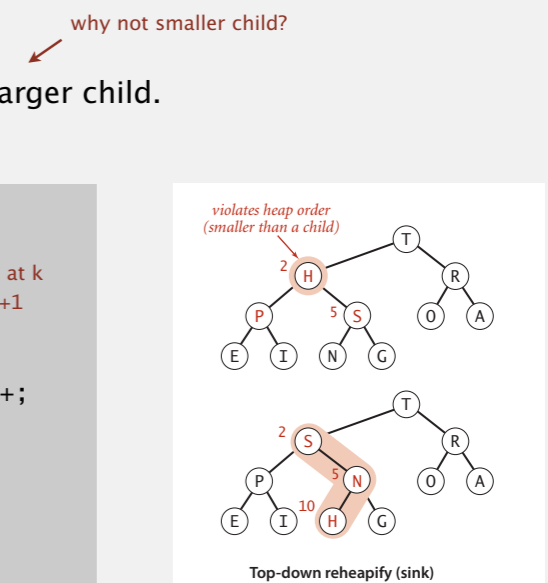 why not smaller child?
arger child.
violates heap order
(smaller than a child)
at k
+1
+;
T
2 H R
P 5 S O A
E I N G
T
2 S R
P 5 N O A
E I 10 H G
Top-down reheapify (sink)